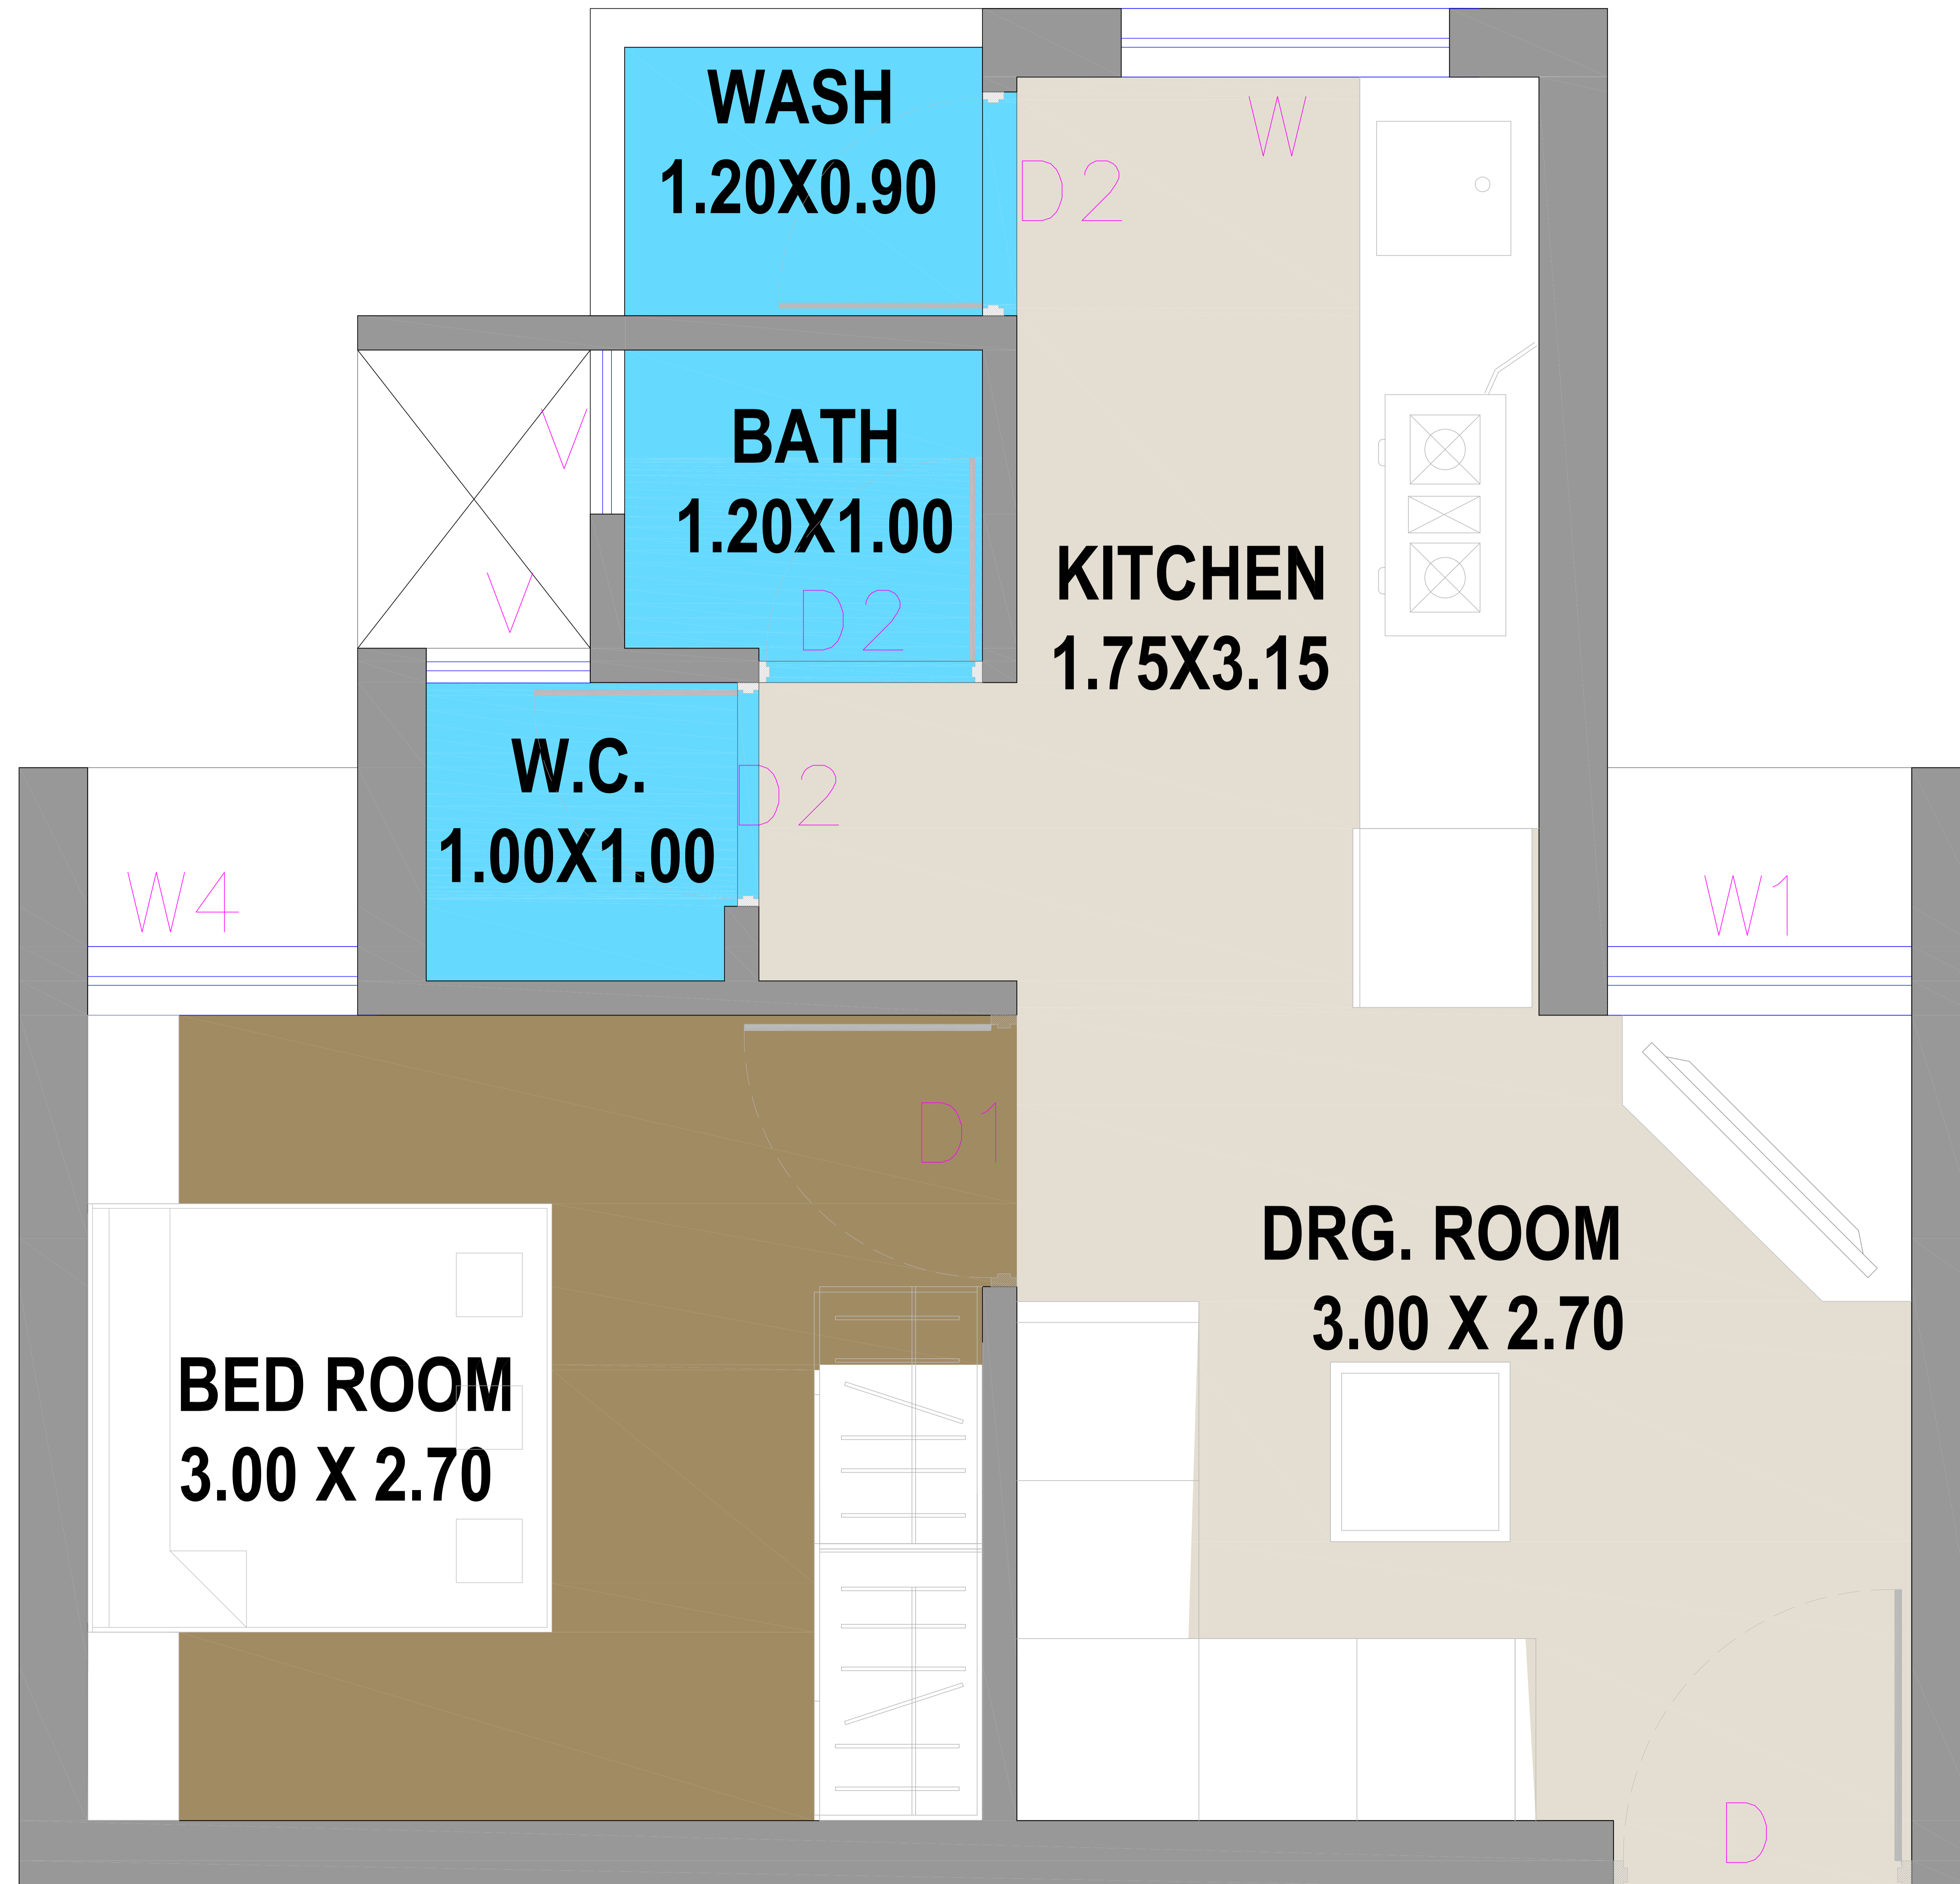 WASH
1.20X0.90
W
D2
BATH
1.20X1.00
V
V
D2
KITCHEN
1.75X3.15
W.C.
1.00X1.00
D2
W4
W1
D1
DRG. ROOM
3.00 X 2.70
BED ROOM
3.00 X 2.70
D